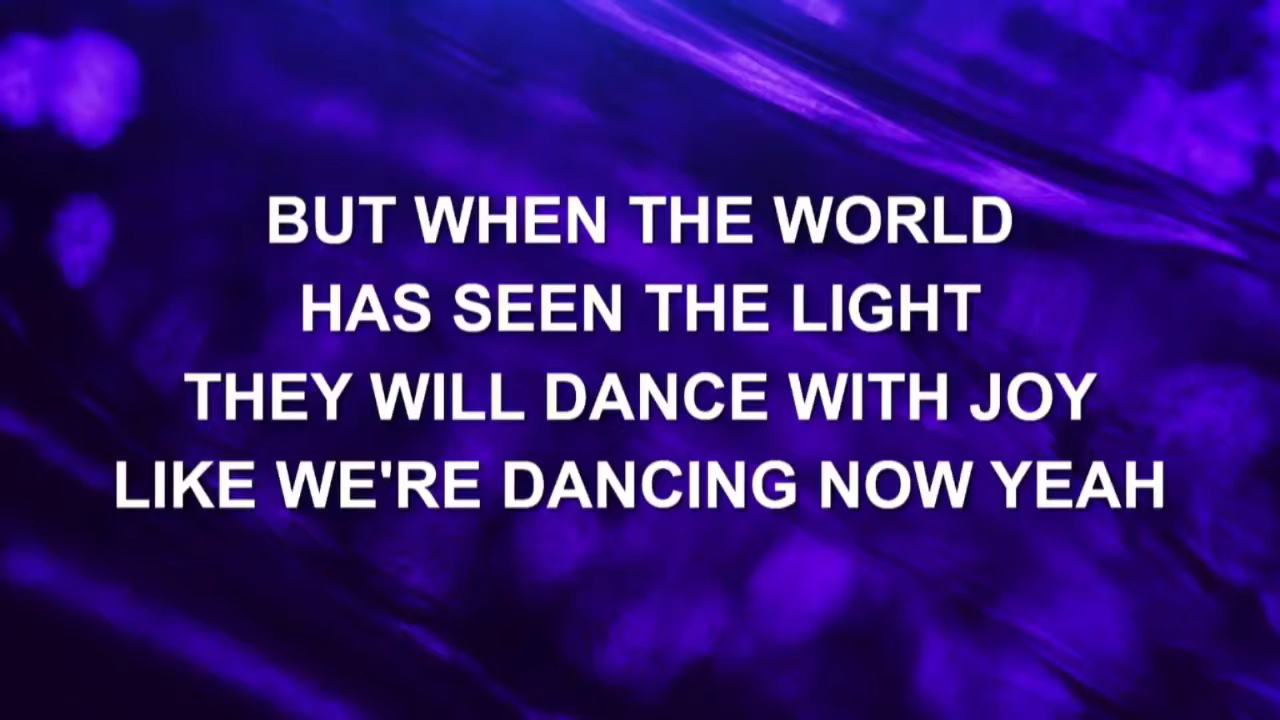 BUT WHEN THE WORLD
HAS SEEN THE LIGHT
THEY WILL DANCE WITH JOY
LIKE WE'RE DANCING NOW YEAH